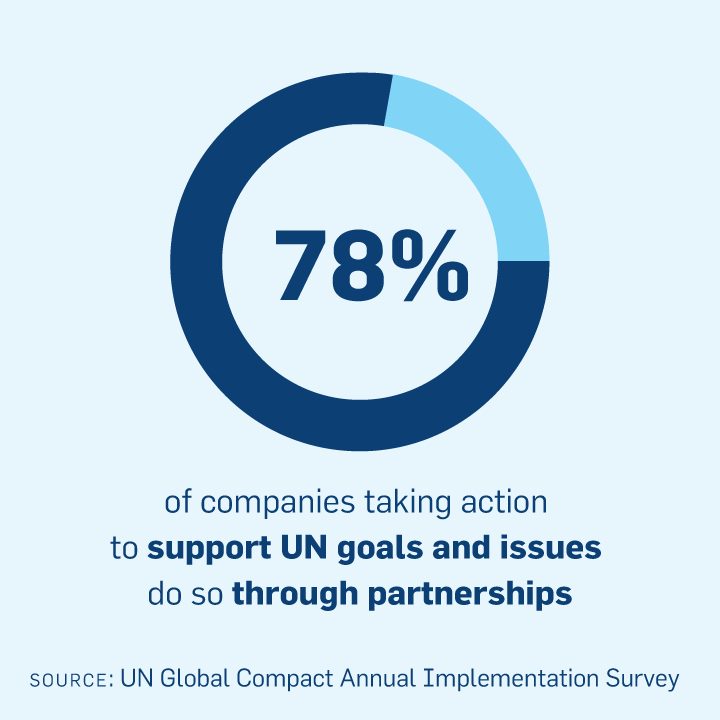 78%
of companies taking action
to support UN goals and issues
do so through partnerships
SOURCE: UN Global Compact Annual Implementation Survey